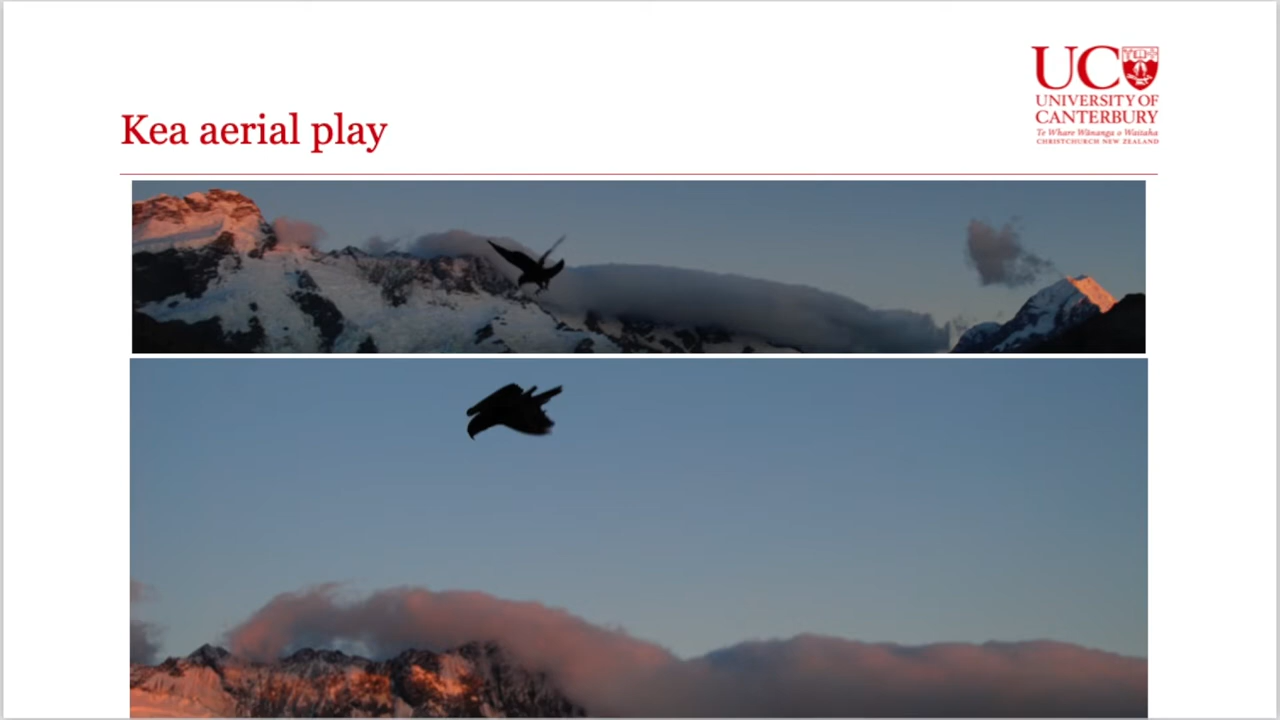 Kea aerial play
UC
UNIVERSITY OF
CANTERBURY
Te Whare Wānanga o Waitaha
CHRISTCHURCH NEW ZEALAND